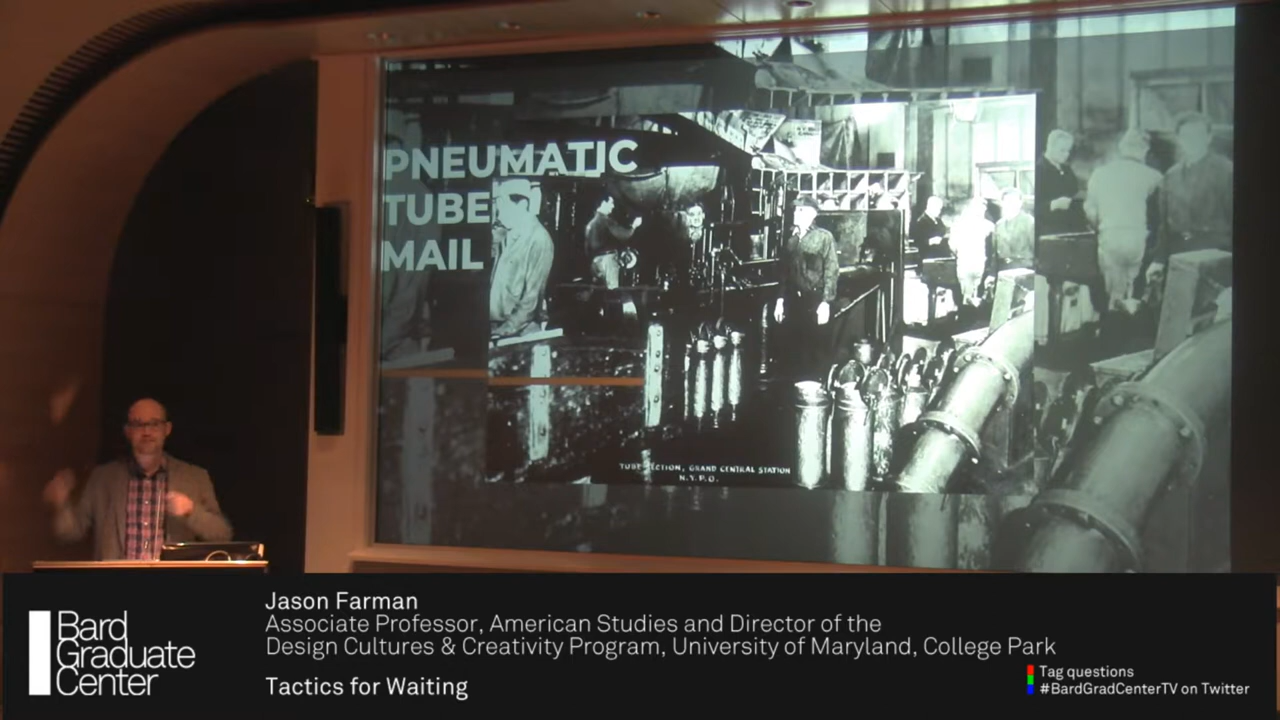 PNEUMATIC
TUBE
MAIL
TUBE SECTION, GRAND CENTRAL STATION
N.Y.P.O.
Bard
Graduate
Center
Jason Farman
Associate Professor, American Studies and Director of the
Design Cultures & Creativity Program, University of Maryland, College Park
Tactics for Waiting
Tag questions
#BardGradCenterTV on Twitter